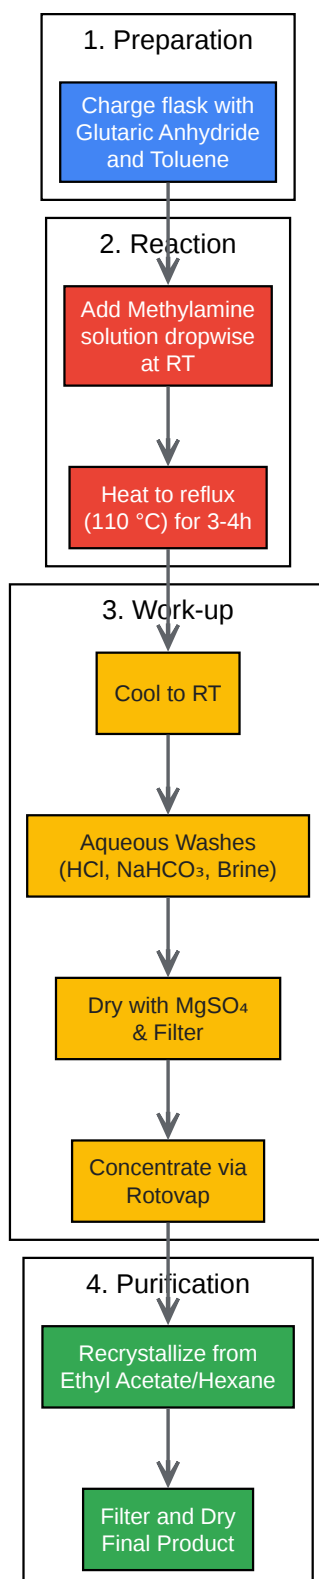 1. Preparation
Charge flask with
Glutaric Anhydride
and Toluene
2. Reaction
Add Methylamine
solution dropwise
at RT
Heat to reflux
(110 °C) for 3-4h
3. Work-up
Cool to RT
Aqueous Washes
(HCl, NaHCO₃, Brine)
Dry with MgSO₄
& Filter
Concentrate via
Rotovap
4. Purification
Recrystallize from
Ethyl Acetate/Hexane
Filter and Dry
Final Product